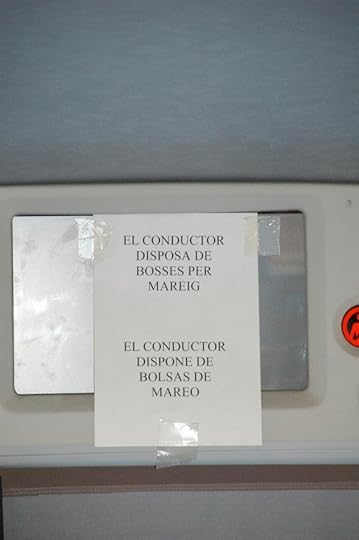 EL CONDUCTOR
DISPOSA DE
BOSSES PER
MAREIG
EL CONDUCTOR
DISPONE DE
BOLSAS DE
MAREO